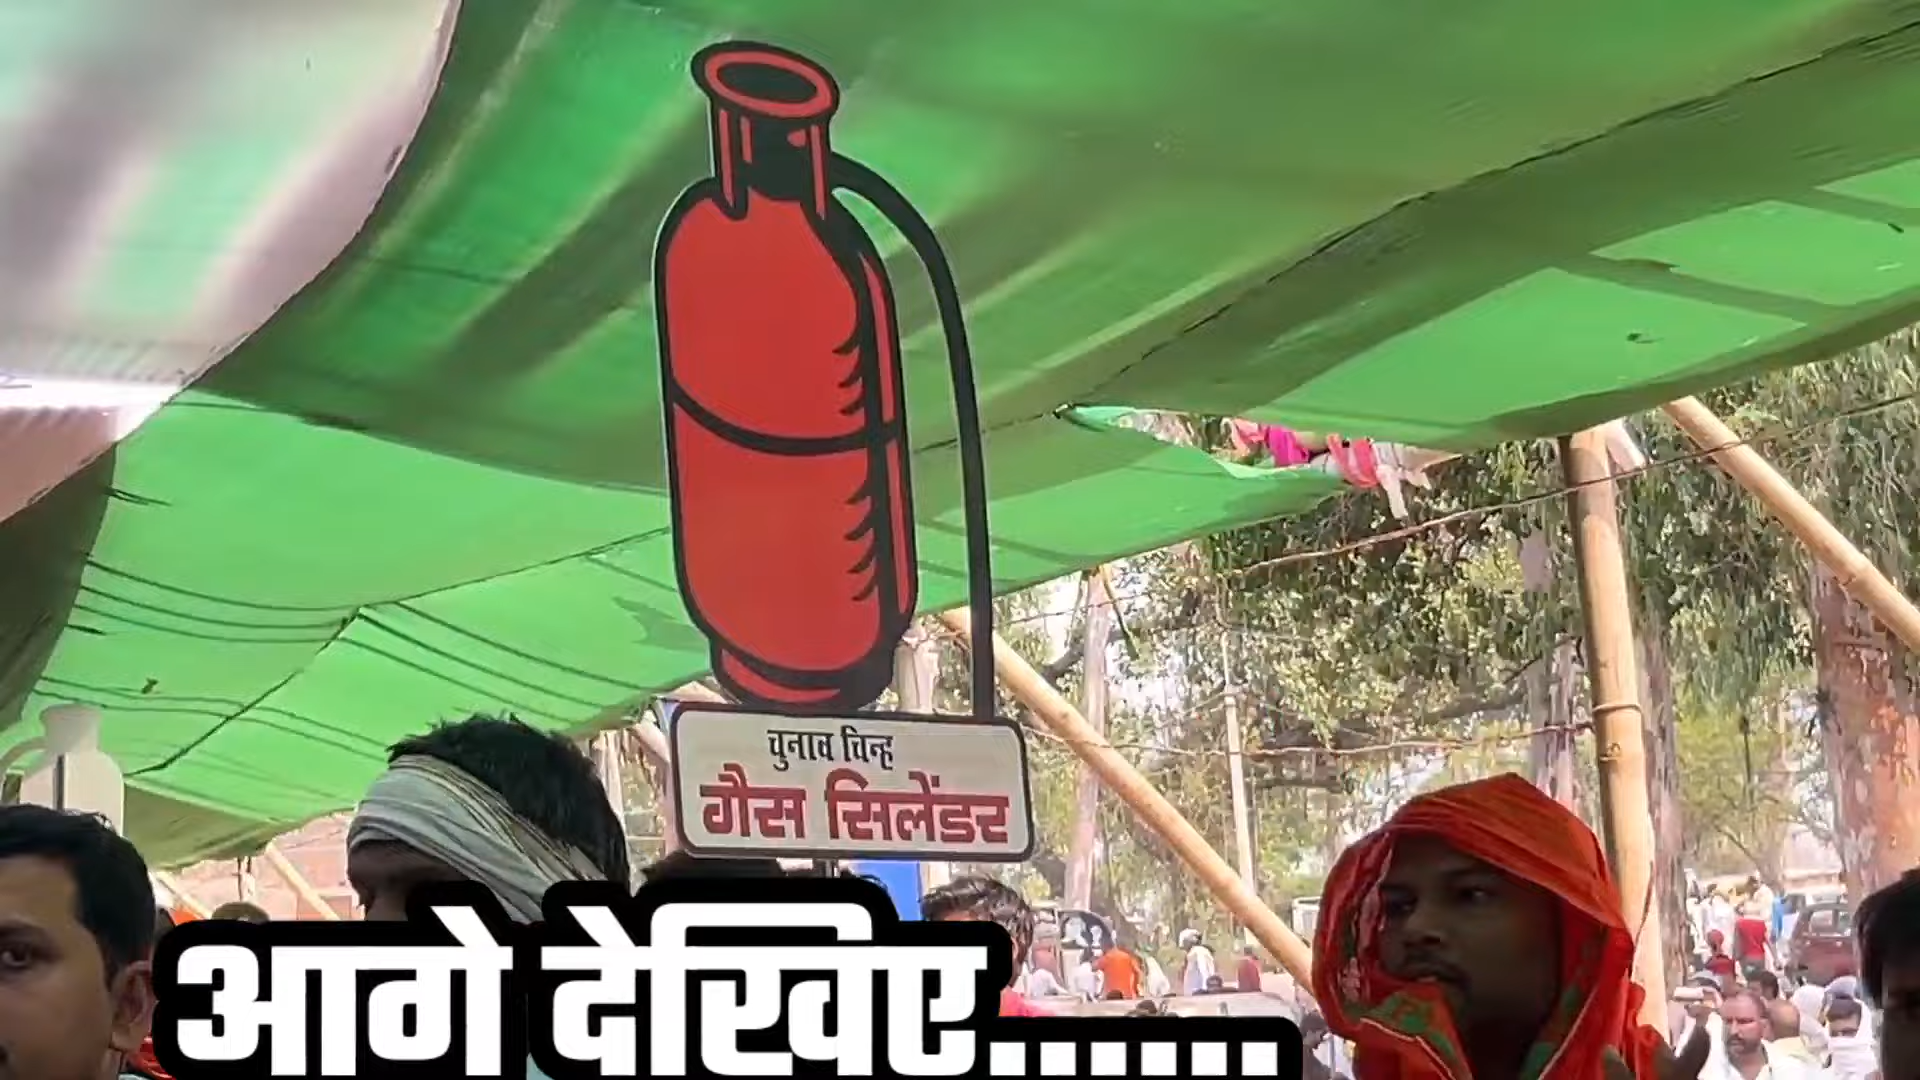 चुनाव चिन्ह
गैस सिलेंडर
आगे देखिए......